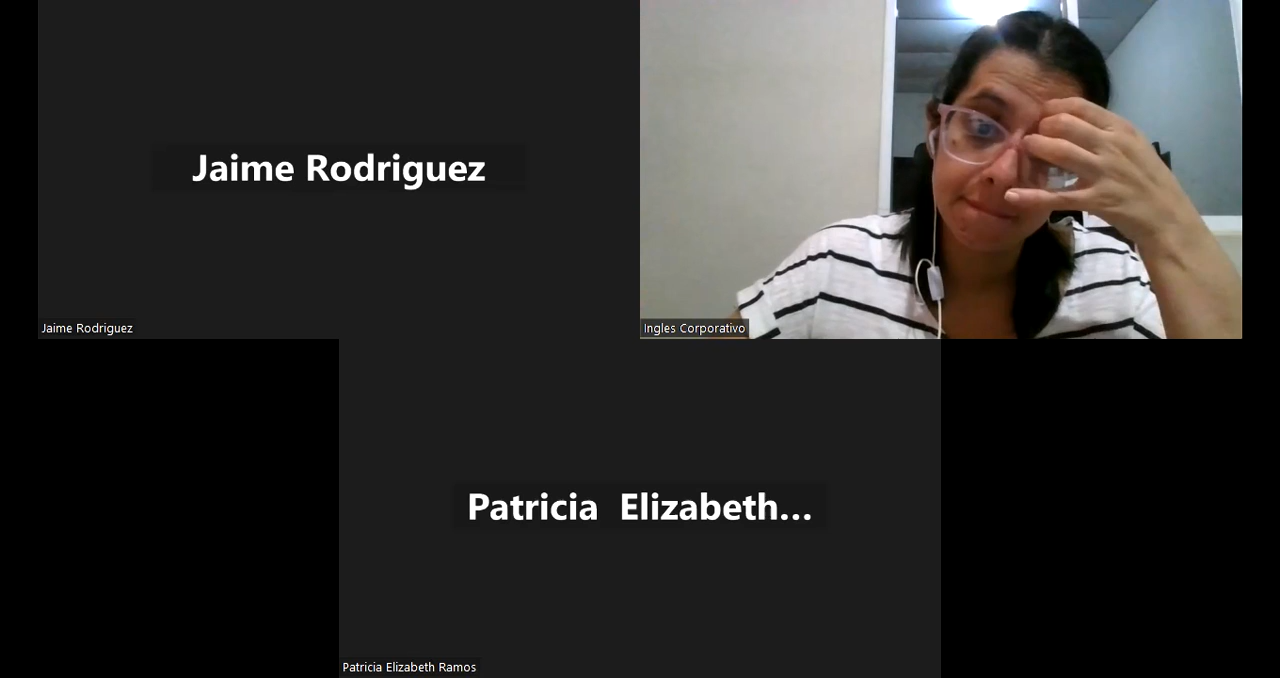 Jaime Rodriguez
Jaime Rodriguez
Ingles Corporativo
Patricia  Elizabeth...
Patricia Elizabeth Ramos